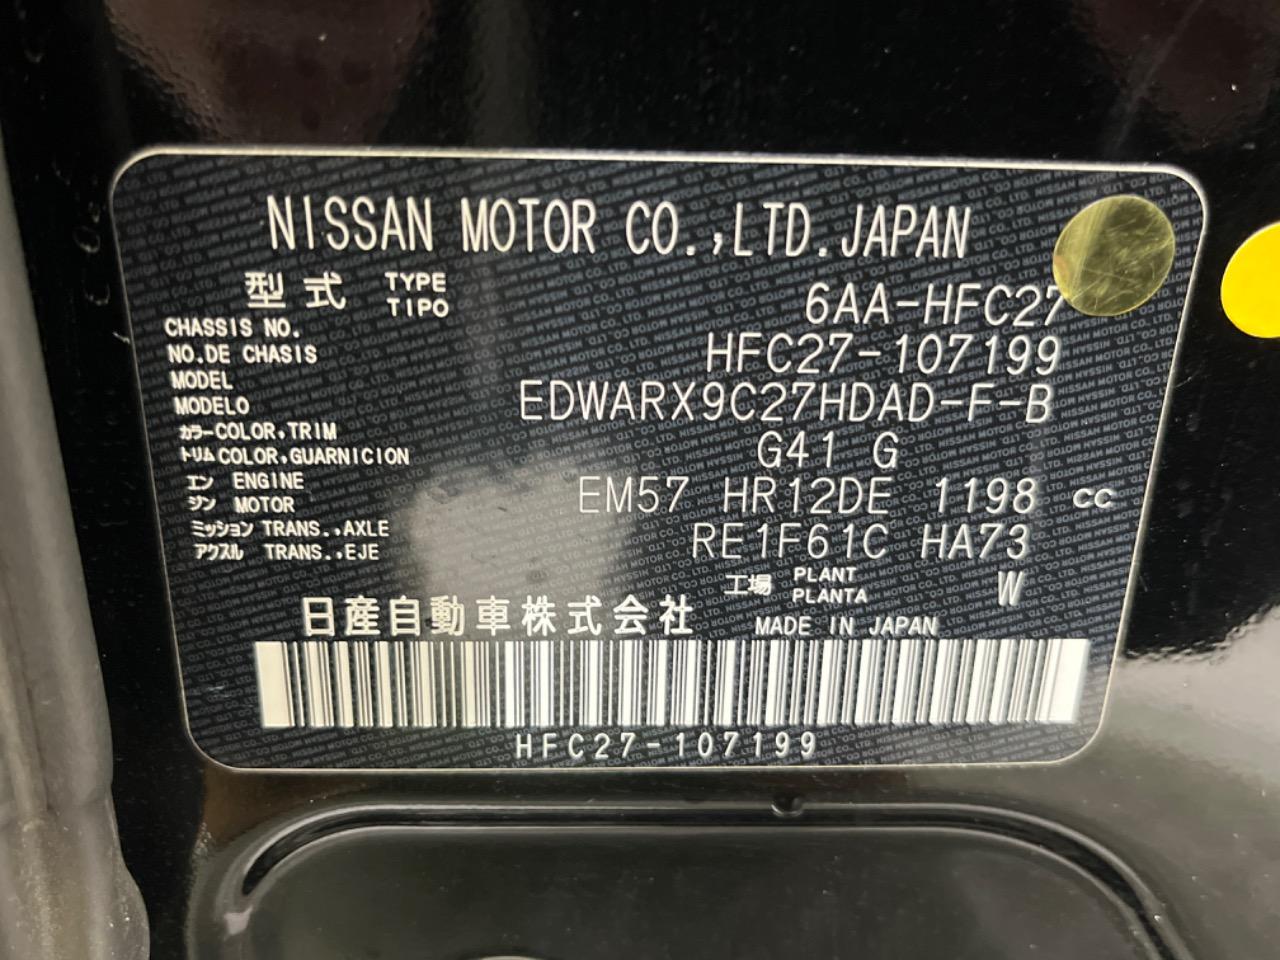 NISSAN MOTOR CO.,LTD.JAPAN
型式 TYPE TIPO 6AA-HFC27
CHASSIS NO.
NO.DE CHASIS HFC27-107199
MODEL
MODELO EDWARX9C27HDAD-F-B
カラー COLOR,TRIM
トリム COLOR,GUARNICION G41 G
エン ENGINE
ジン MOTOR EM57 HR12DE 1198 cc
ミッション TRANS.,AXLE
アクスル TRANS.,EJE RE1F61C HA73
工場 PLANT PLANTA W
日産自動車株式会社 MADE IN JAPAN
HFC27-107199